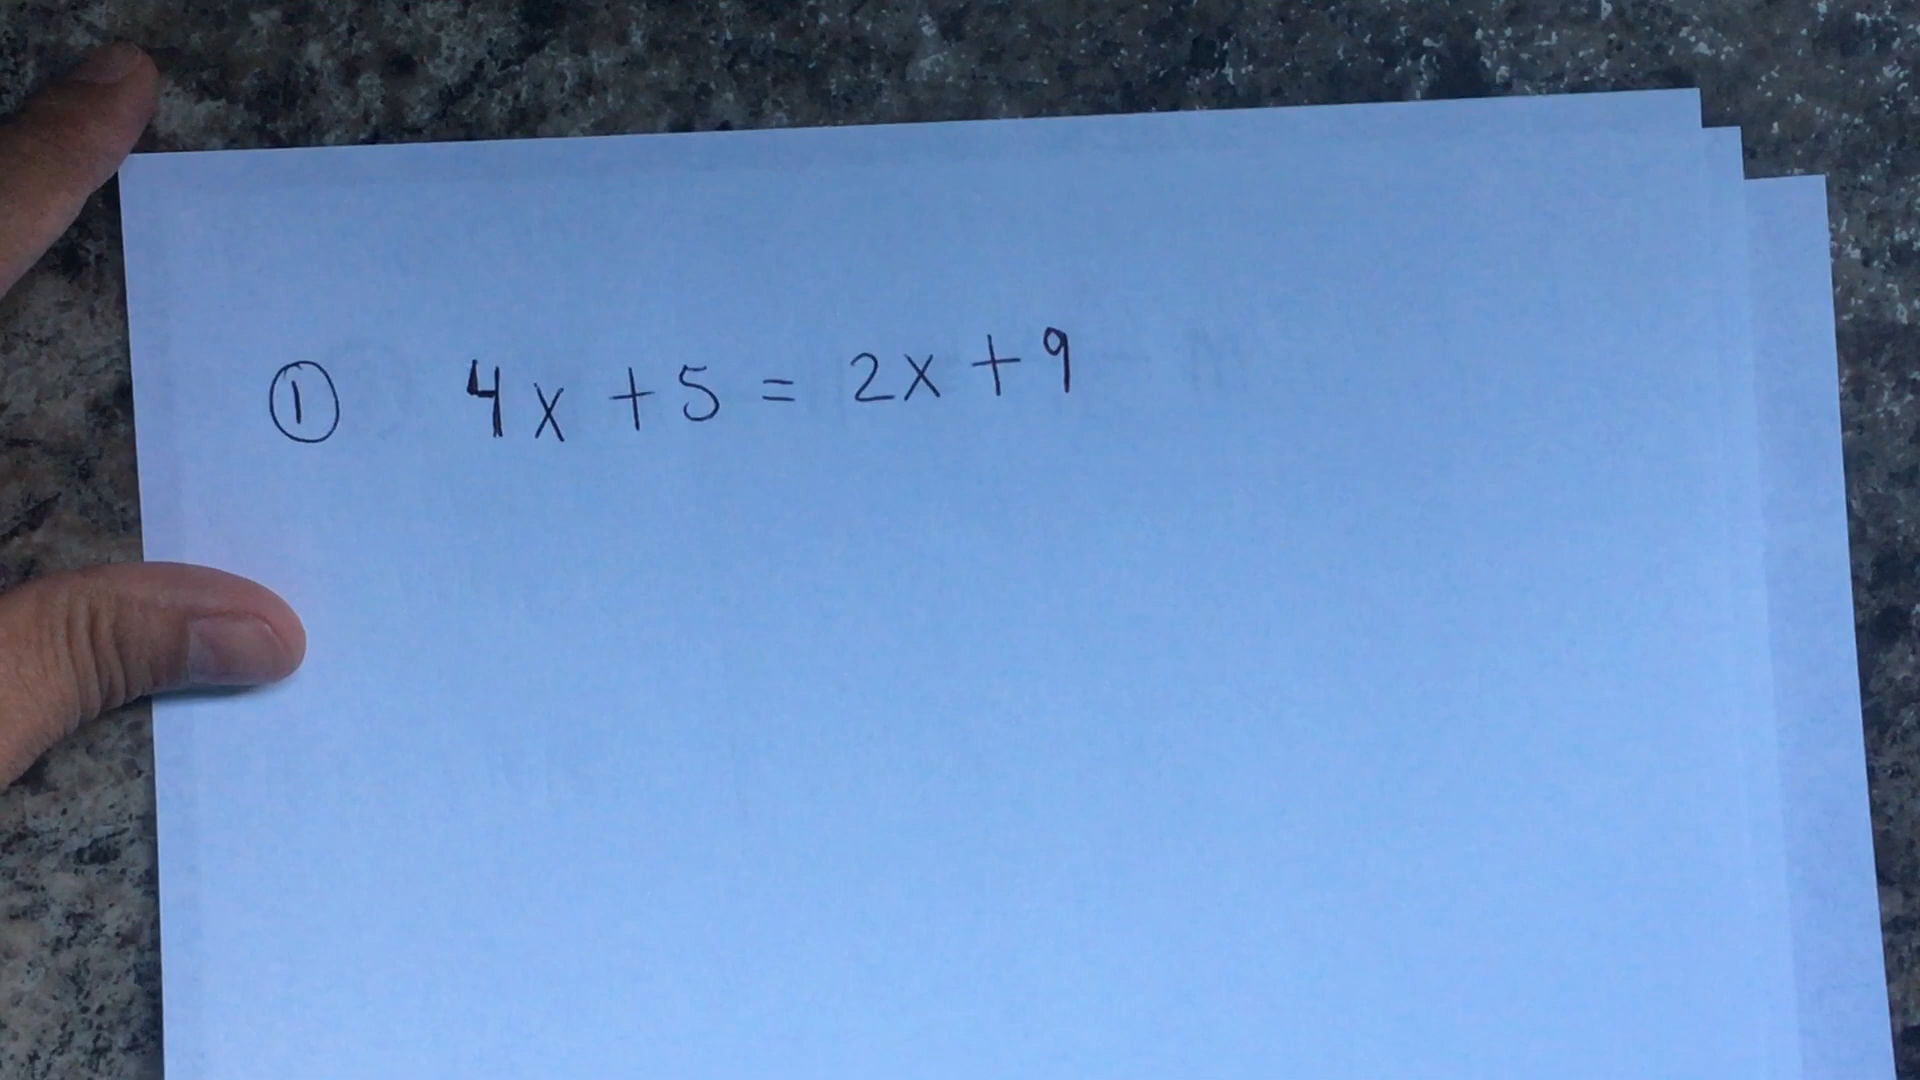 ① 4x + 5 = 2x + 9